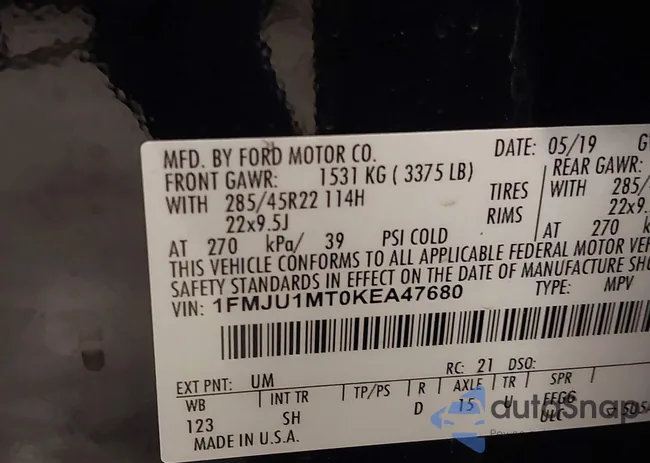 MFD. BY FORD MOTOR CO. DATE: 05/19
FRONT GAWR: 1531 KG ( 3375 LB) REAR GAWR:
WITH 285/45R22 114H TIRES WITH 285/
22x9.5J RIMS 22x9.
AT 270 kPa/ 39 PSI COLD AT 270
THIS VEHICLE CONFORMS TO ALL APPLICABLE FEDERAL MOTOR
SAFETY STANDARDS IN EFFECT ON THE DATE OF MANUFACTURE
VIN: 1FMJU1MT0KEA47680 TYPE: MPV
RC: 21 DSO:
EXT PNT: UM
WB INT TR TP/PS R AXLE TR SPR
123 SH D 15 U EEGG
MADE IN U.S.A.
autoSnap